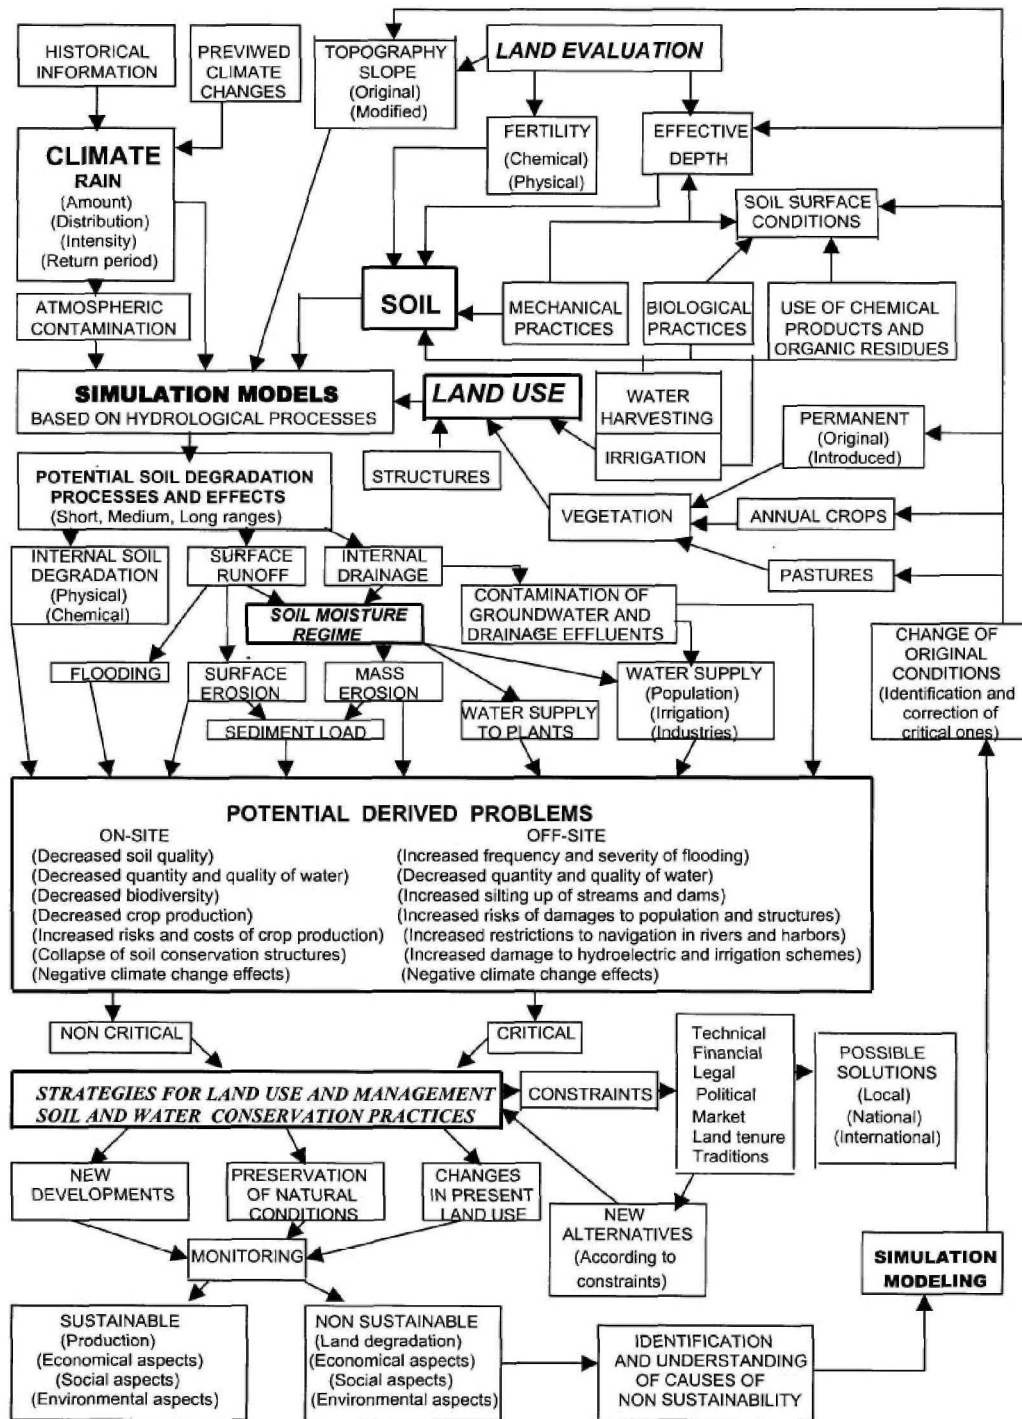 HISTORICAL
INFORMATION
PREVIWED
CLIMATE
CHANGES
TOPOGRAPHY
SLOPE
(Original)
(Modified)
LAND EVALUATION
FERTILITY
(Chemical)
(Physical)
EFFECTIVE
DEPTH
CLIMATE
RAIN
(Amount)
(Distribution)
(Intensity)
(Return period)
SOIL SURFACE
CONDITIONS
ATMOSPHERIC
CONTAMINATION
SOIL
MECHANICAL
PRACTICES
BIOLOGICAL
PRACTICES
USE OF CHEMICAL
PRODUCTS AND
ORGANIC RESIDUES
SIMULATION MODELS
BASED ON HYDROLOGICAL PROCESSES
LAND USE
WATER
HARVESTING
IRRIGATION
PERMANENT
(Original)
(Introduced)
STRUCTURES
POTENTIAL SOIL DEGRADATION
PROCESSES AND EFFECTS
(Short, Medium, Long ranges)
VEGETATION
ANNUAL CROPS
PASTURES
INTERNAL SOIL
DEGRADATION
(Physical)
(Chemical)
SURFACE
RUNOFF
INTERNAL
DRAINAGE
SOIL MOISTURE
REGIME
CONTAMINATION OF
GROUNDWATER AND
DRAINAGE EFFLUENTS
CHANGE OF
ORIGINAL
CONDITIONS
(Identification and
correction of
critical ones)
FLOODING
SURFACE
EROSION
MASS
EROSION
SEDIMENT LOAD
WATER SUPPLY
TO PLANTS
WATER SUPPLY
(Population)
(Irrigation)
(Industries)
POTENTIAL DERIVED PROBLEMS
ON-SITE
(Decreased soil quality)
(Decreased quantity and quality of water)
(Decreased biodiversity)
(Decreased crop production)
(Increased risks and costs of crop production)
(Collapse of soil conservation structures)
(Negative climate change effects)
OFF-SITE
(Increased frequency and severity of flooding)
(Decreased quantity and quality of water)
(Increased silting up of streams and dams)
(Increased risks of damages to population and structures)
(Increased restrictions to navigation in rivers and harbors)
(Increased damage to hydroelectric and irrigation schemes)
(Negative climate change effects)
NON CRITICAL
CRITICAL
STRATEGIES FOR LAND USE AND MANAGEMENT
SOIL AND WATER CONSERVATION PRACTICES
CONSTRAINTS
Technical
Financial
Legal
Political
Market
Land tenure
Traditions
POSSIBLE
SOLUTIONS
(Local)
(National)
(International)
NEW
DEVELOPMENTS
PRESERVATION
OF NATURAL
CONDITIONS
CHANGES
IN PRESENT
LAND USE
NEW
ALTERNATIVES
(According to
constraints)
MONITORING
SIMULATION
MODELING
SUSTAINABLE
(Production)
(Economical aspects)
(Social aspects)
(Environmental aspects)
NON SUSTAINABLE
(Land degradation)
(Economical aspects)
(Social aspects)
(Environmental aspects)
IDENTIFICATION
AND UNDERSTANDING
OF CAUSES OF
NON SUSTAINABILITY